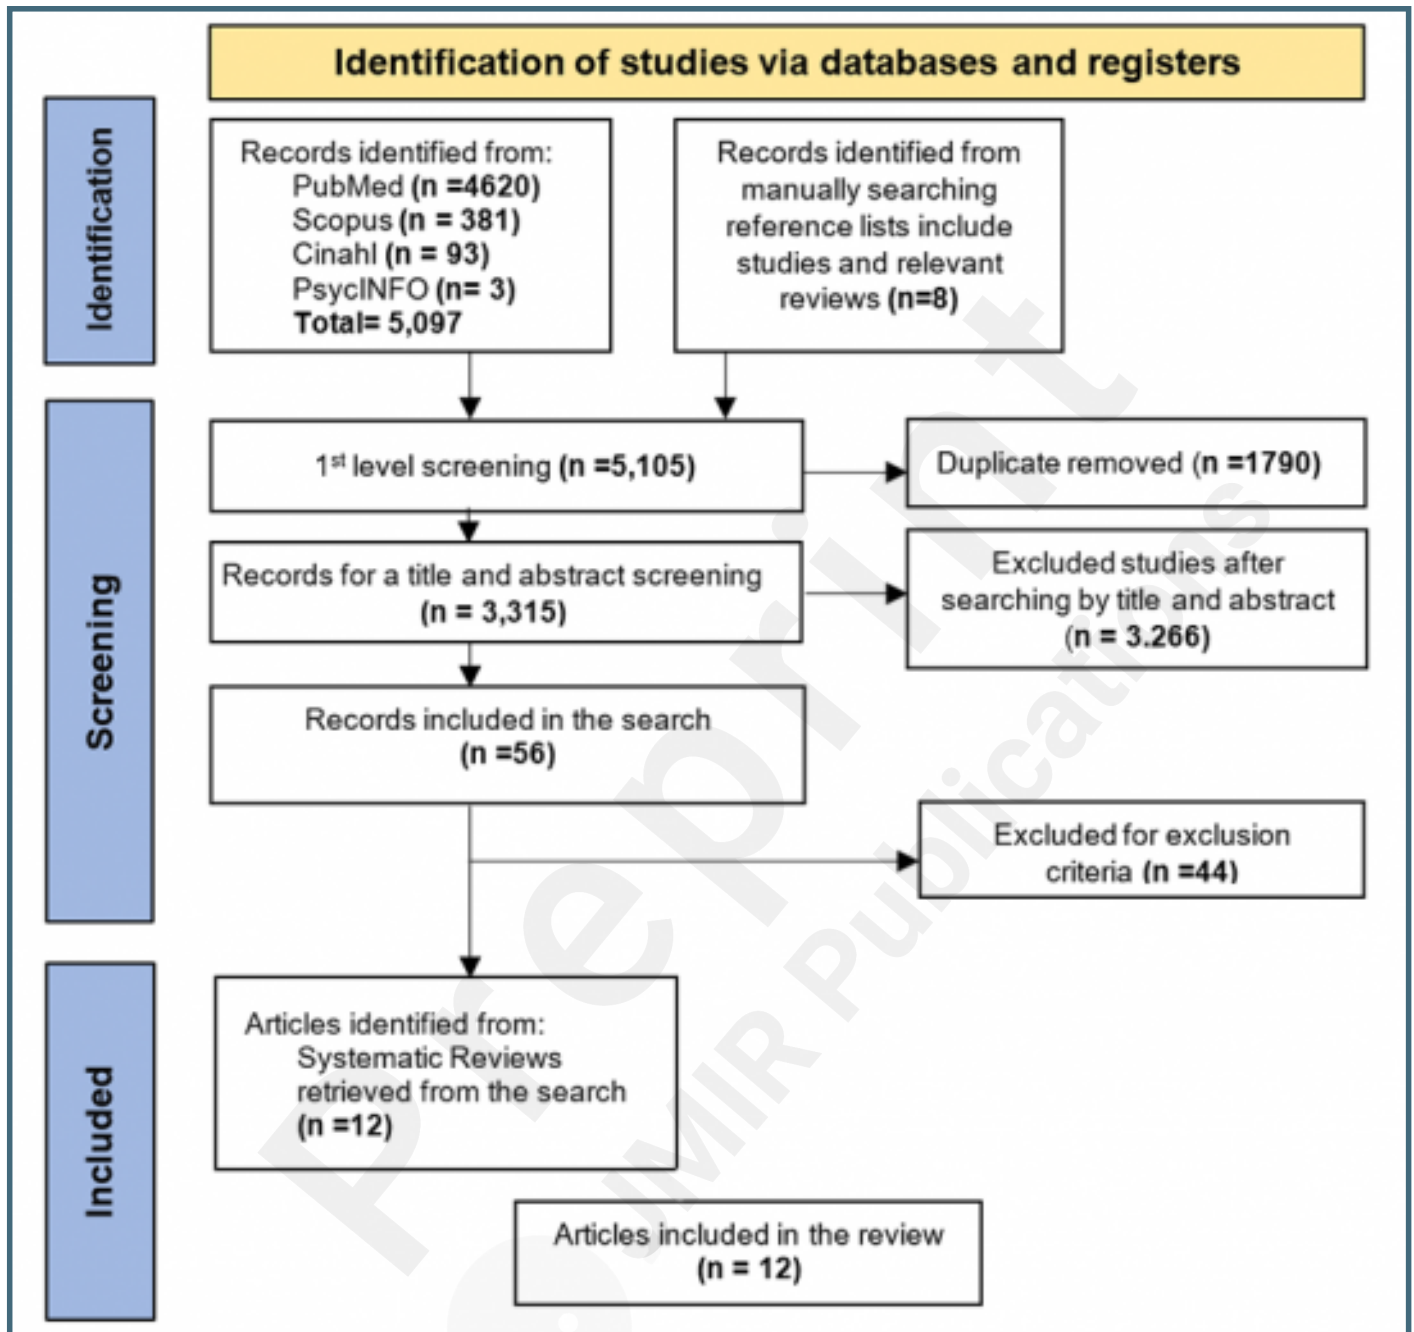 Identification of studies via databases and registers
Identification
Records identified from:
PubMed (n =4620)
Scopus (n = 381)
Cinahl (n = 93)
PsycINFO (n= 3)
Total= 5,097
Records identified from
manually searching
reference lists include
studies and relevant
reviews (n=8)
Screening
1st level screening (n =5,105)
Duplicate removed (n =1790)
Records for a title and abstract screening
(n = 3,315)
Excluded studies after
searching by title and abstract
(n = 3.266)
Records included in the search
(n =56)
Excluded for exclusion
criteria (n =44)
Included
Articles identified from:
Systematic Reviews
retrieved from the search
(n =12)
Articles included in the review
(n = 12)
Preprint
JMIR Publications